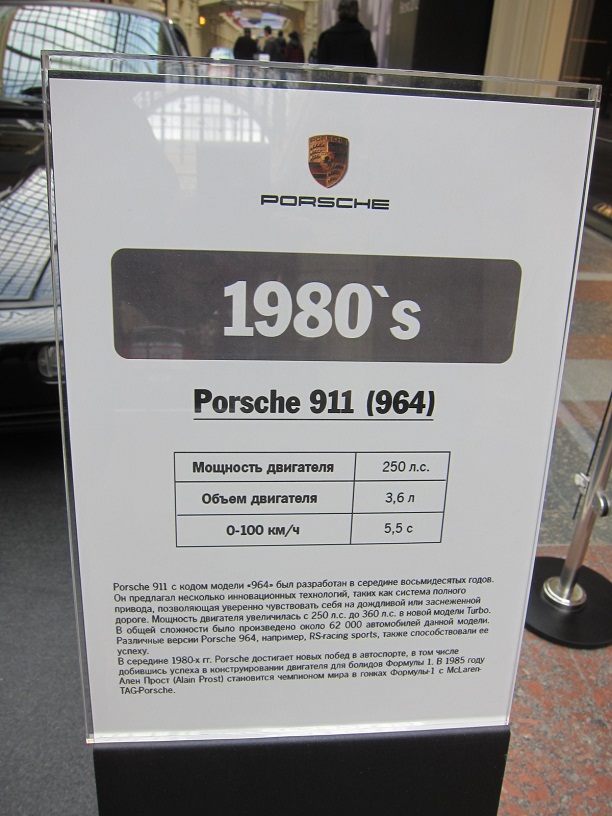 PORSCHE
1980`s
Porsche 911 (964)
Мощность двигателя 250 л.с.
Объем двигателя 3,6 л
0-100 км/ч 5,5 с
Porsche 911 с кодом модели «964» был разработан в середине восьмидесятых годов.
Он предлагал несколько инновационных технологий, таких как система полного
привода, позволяющая уверенно чувствовать себя на дождливой или заснеженной
дороге. Мощность двигателя увеличилась с 250 л.с. до 360 л.с. в новой модели Turbo.
В общей сложности было произведено около 62 000 автомобилей данной модели.
Различные версии Porsche 964, например, RS-racing sports, также способствовали ее
успеху.
В середине 1980-х гг. Porsche достигает новых побед в автоспорте, в том числе
добившись успеха в конструировании двигателя для болидов Формулы 1. В 1985 году
Ален Прост (Alain Prost) становится чемпионом мира в гонках Формулы-1 с McLaren-
TAG-Porsche.